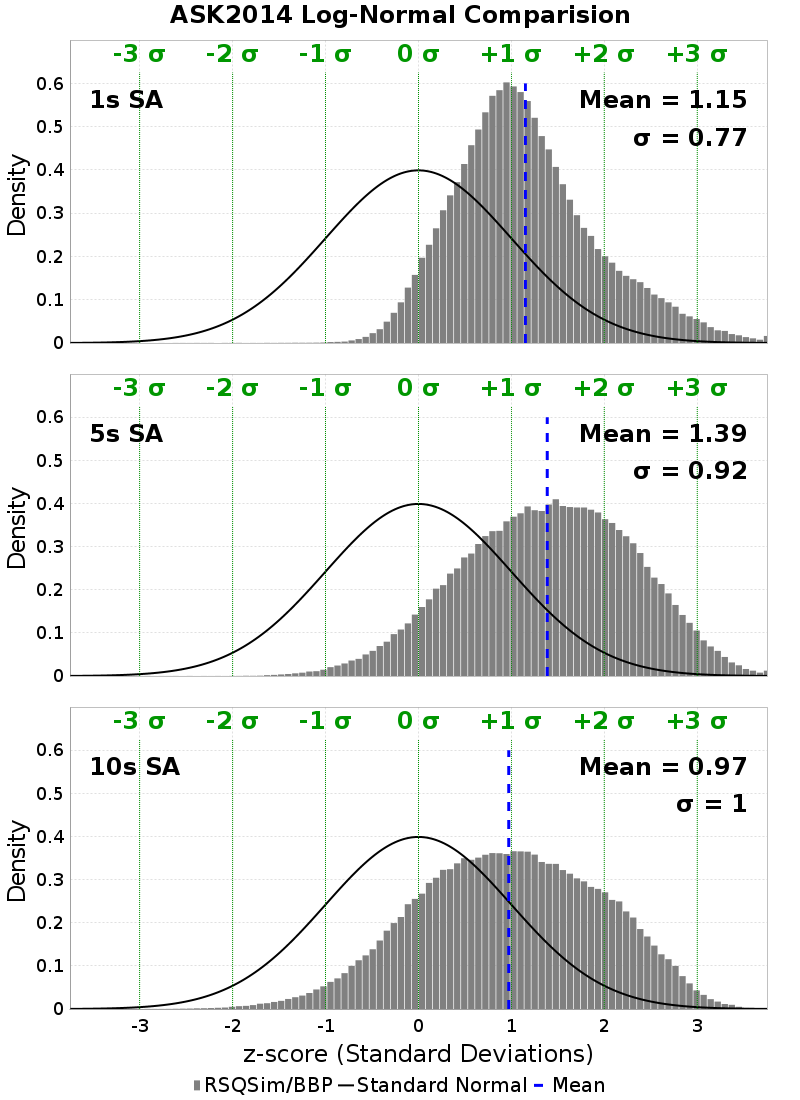 ASK2014 Log-Normal Comparision
-3 σ -2 σ -1 σ 0 σ +1 σ +2 σ +3 σ
1s SA
Mean = 1.15
σ = 0.77
Density
0.6
0.5
0.4
0.3
0.2
0.1
0
-3 σ -2 σ -1 σ 0 σ +1 σ +2 σ +3 σ
5s SA
Mean = 1.39
σ = 0.92
Density
0.6
0.5
0.4
0.3
0.2
0.1
0
-3 σ -2 σ -1 σ 0 σ +1 σ +2 σ +3 σ
10s SA
Mean = 0.97
σ = 1
Density
0.6
0.5
0.4
0.3
0.2
0.1
0
-3 -2 -1 0 1 2 3
z-score (Standard Deviations)
RSQSim/BBP Standard Normal Mean